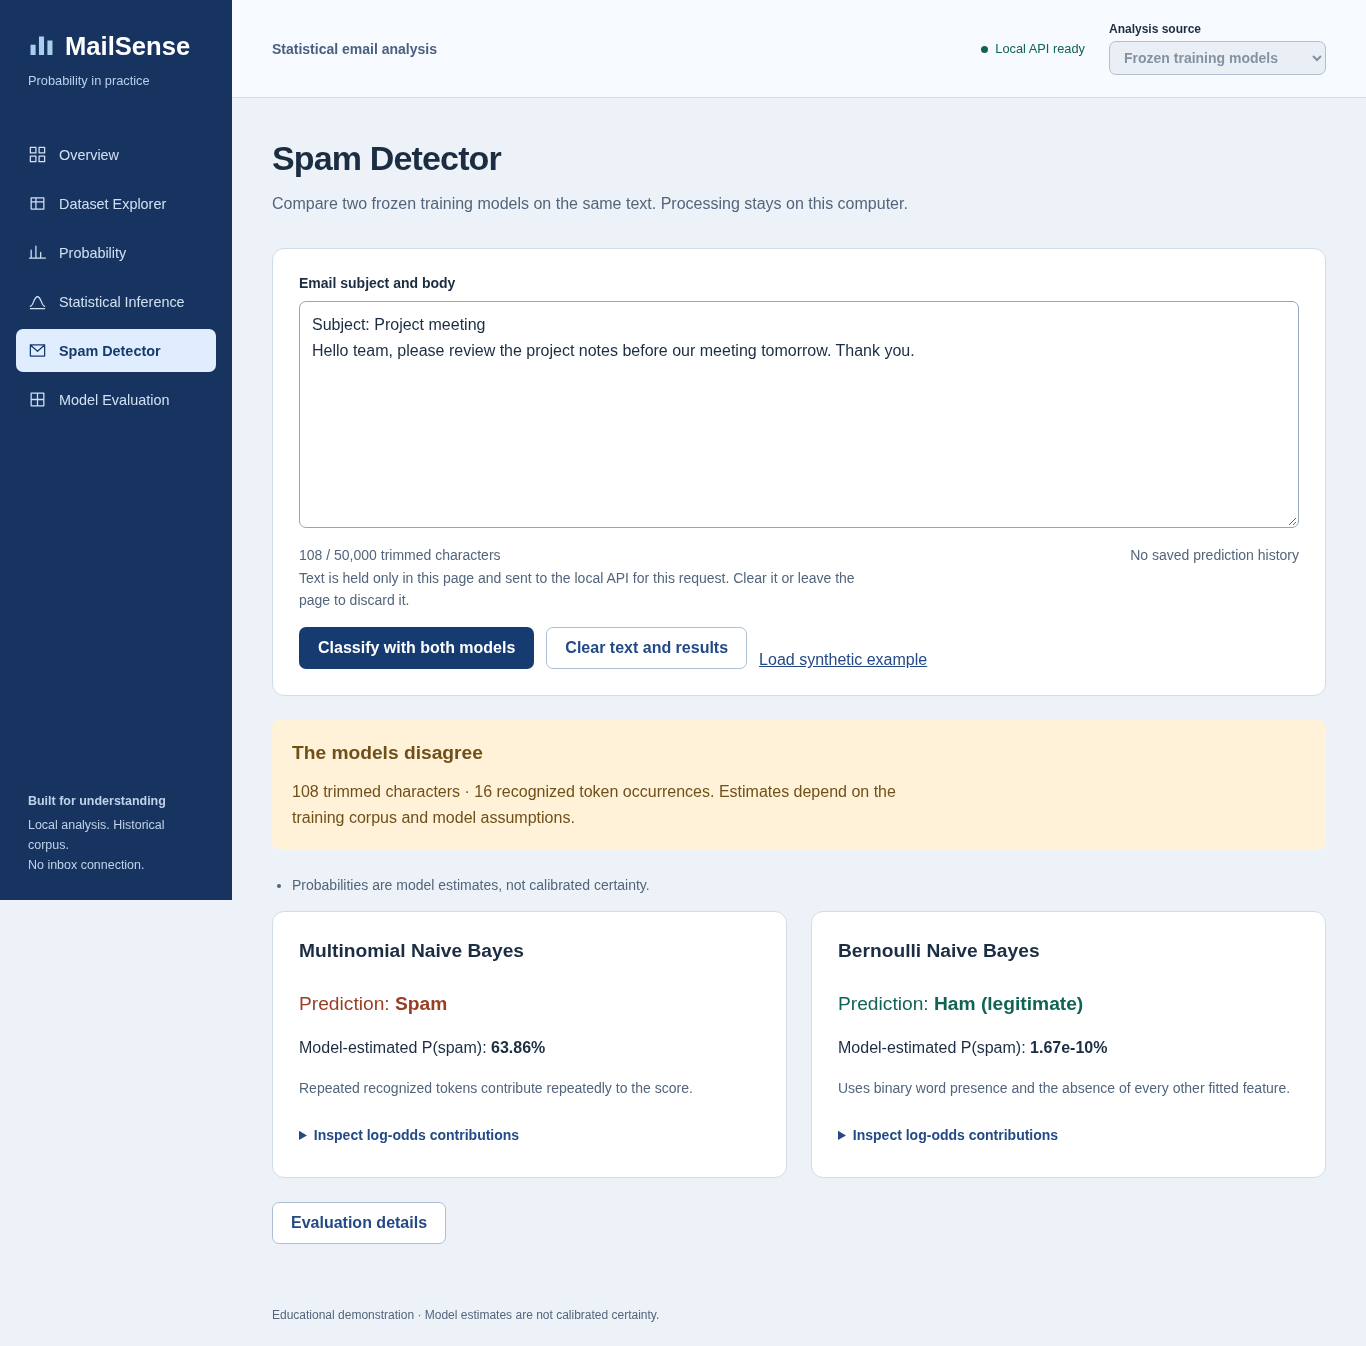 MailSense
Probability in practice
Overview
Dataset Explorer
Probability
Statistical Inference
Spam Detector
Model Evaluation
Built for understanding
Local analysis. Historical
corpus.
No inbox connection.
Statistical email analysis
Local API ready
Analysis source
Frozen training models
Spam Detector
Compare two frozen training models on the same text. Processing stays on this computer.
Email subject and body
Subject: Project meeting
Hello team, please review the project notes before our meeting tomorrow. Thank you.
108 / 50,000 trimmed characters
No saved prediction history
Text is held only in this page and sent to the local API for this request. Clear it or leave the
page to discard it.
Classify with both models
Clear text and results
Load synthetic example
The models disagree
108 trimmed characters · 16 recognized token occurrences. Estimates depend on the
training corpus and model assumptions.
• Probabilities are model estimates, not calibrated certainty.
Multinomial Naive Bayes
Prediction: Spam
Model-estimated P(spam): 63.86%
Repeated recognized tokens contribute repeatedly to the score.
Inspect log-odds contributions
Bernoulli Naive Bayes
Prediction: Ham (legitimate)
Model-estimated P(spam): 1.67e-10%
Uses binary word presence and the absence of every other fitted feature.
Inspect log-odds contributions
Evaluation details
Educational demonstration · Model estimates are not calibrated certainty.